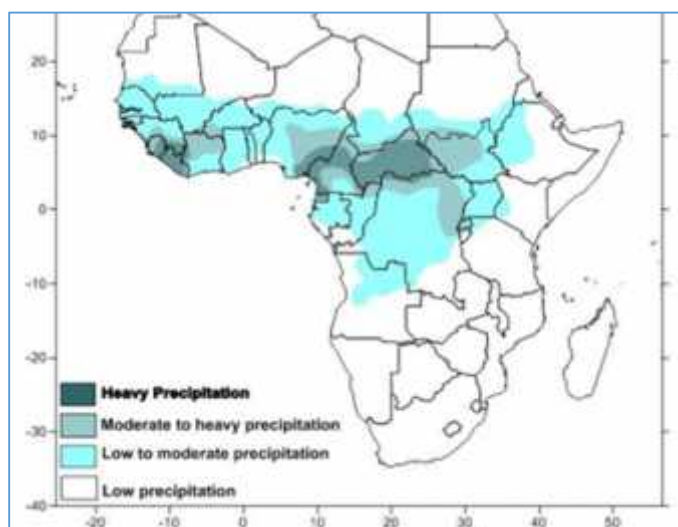 20
10
0
-10
-20
-30
-40
Heavy Precipitation
Moderate to heavy precipitation
Low to moderate precipitation
Low precipitation
-20 -10 0 10 20 30 40 50